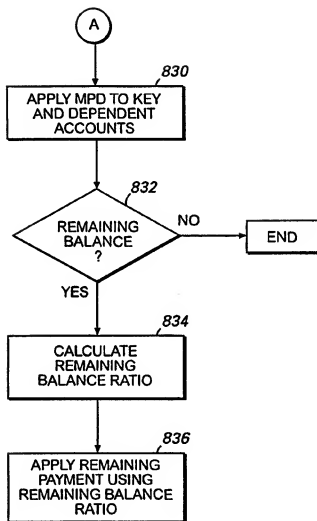 A
830
APPLY MPD TO KEY
AND DEPENDENT
ACCOUNTS
832
REMAINING
BALANCE
?
NO
END
YES
834
CALCULATE
REMAINING
BALANCE RATIO
836
APPLY REMAINING
PAYMENT USING
REMAINING BALANCE
RATIO